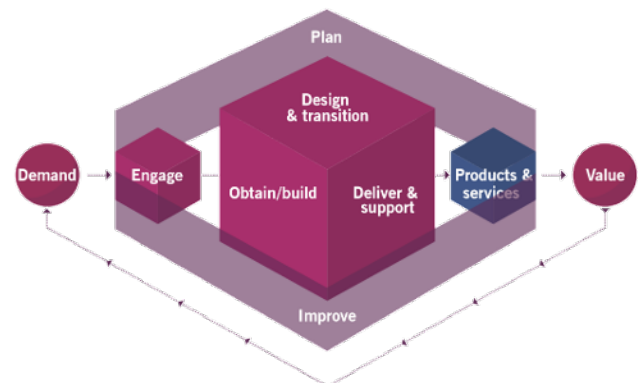 Plan
Design
& transition
Demand
Engage
Obtain/build
Deliver &
support
Products &
services
Value
Improve